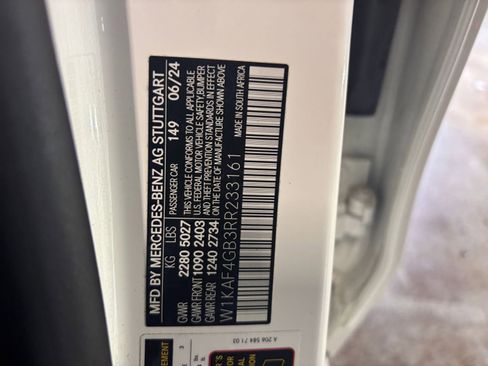 MFD BY MERCEDES-BENZ AG STUTTGART
KG LBS PASSENGER CAR 149 06/24
GVWR 2280 5027 THIS VEHICLE CONFORMS TO ALL APPLICABLE
U.S. FEDERAL MOTOR VEHICLE SAFETY, BUMPER
GAWR FRONT 1090 2403 AND THEFT PREVENTION STANDARDS IN EFFECT
GAWR REAR 1240 2734 ON THE DATE OF MANUFACTURE SHOWN ABOVE
W1KAF4GB3RR233161 MADE IN SOUTH AFRICA
A 206 584 71 03